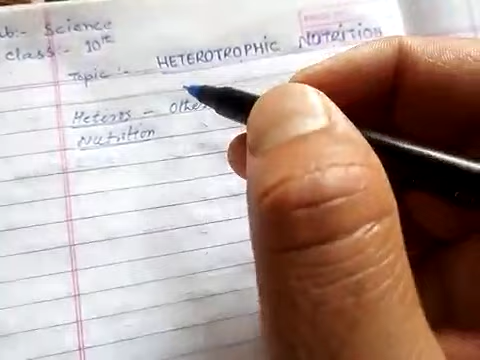 Science
class:- 10th
Topic :- HETEROTROPHIC Nutrition
Heteros - Other
Nutrition